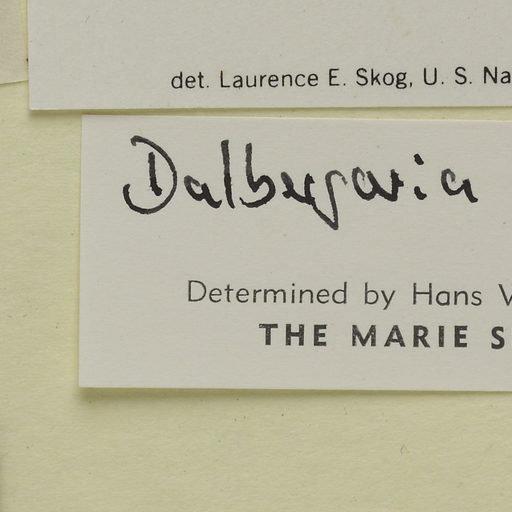 det. Laurence E. Skog, U. S. Na
Dalbergaria
Determined by Hans
THE MARIE S